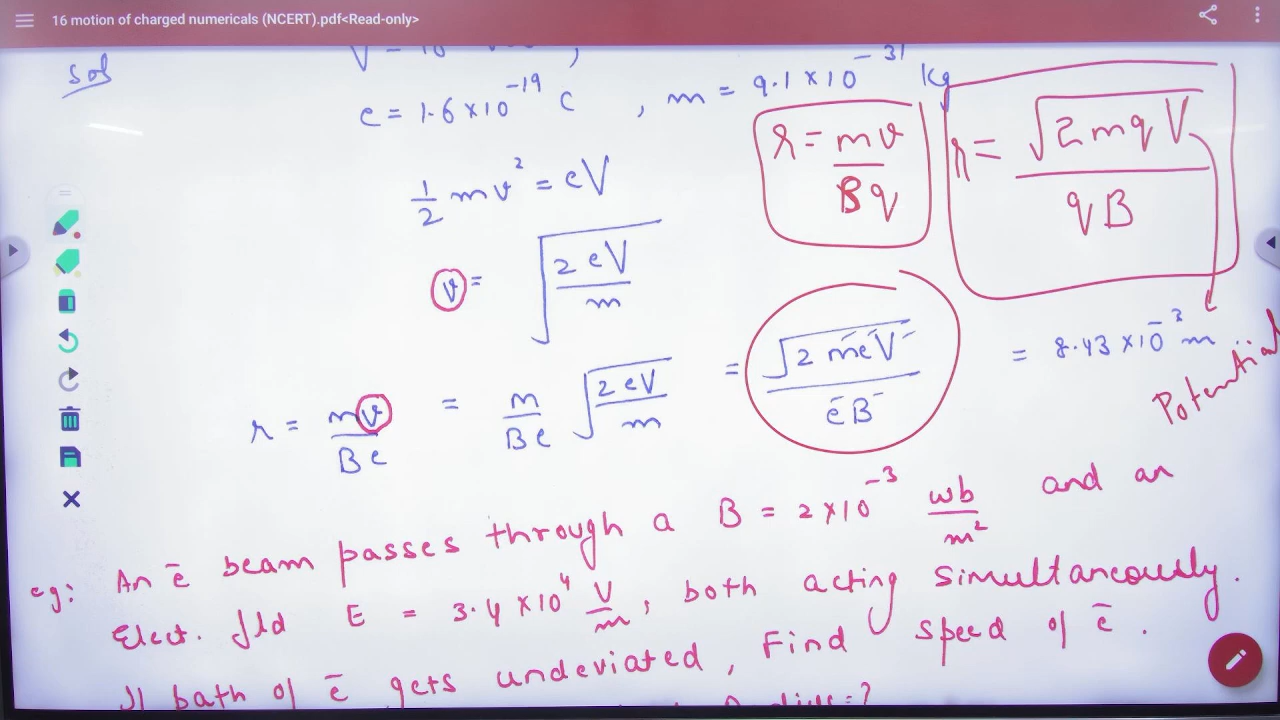 16 motion of charged numericals (NCERT).pdf<Read-only>
Sol
e = 1.6 × 10^-19 C , m = 9.1 × 10^-31 kg
1/2 mv^2 = eV
v = √(2eV/m)
r = mv/Bq
r = √(2mqV)/qB
r = mv/Be = m/Be √(2eV/m) = √(2meV)/eB = 8.43 × 10^-3 m
Potential
eg: An e̅ beam passes through a B = 2×10^-3 wb/m^2 and an
Elect. fld E = 3.4 × 10^4 V/m, both acting simultaneously.
If path of e̅ gets undeviated, Find speed of e̅.